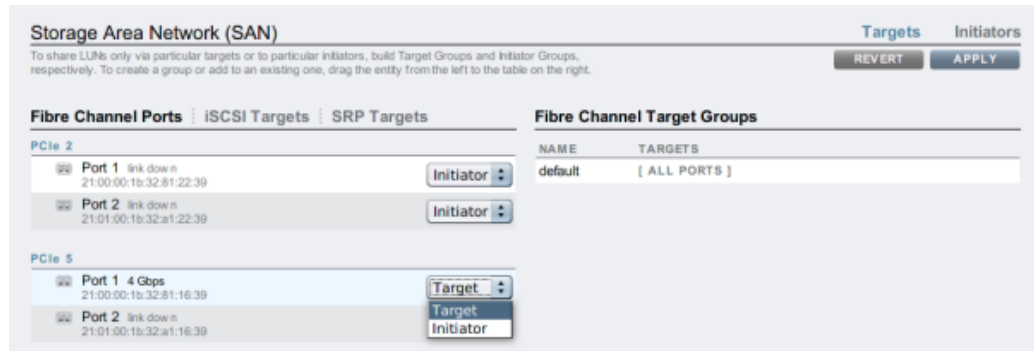 Storage Area Network (SAN)
Targets Initiators
To share LUNs only via particular targets or to particular initiators, build Target Groups and Initiator Groups,
respectively. To create a group or add to an existing one, drag the entity from the left to the table on the right.
REVERT APPLY
Fibre Channel Ports iSCSI Targets SRP Targets
Fibre Channel Target Groups
PCIe 2
NAME TARGETS
Port 1 link down
21:00:00:1b:32:81:22:39
Initiator
default [ ALL PORTS ]
Port 2 link down
21:01:00:1b:32:a1:22:39
Initiator
PCIe 5
Port 1 4 Gbps
21:00:00:1b:32:81:16:39
Target
Target
Initiator
Port 2 link down
21:01:00:1b:32:a1:16:39